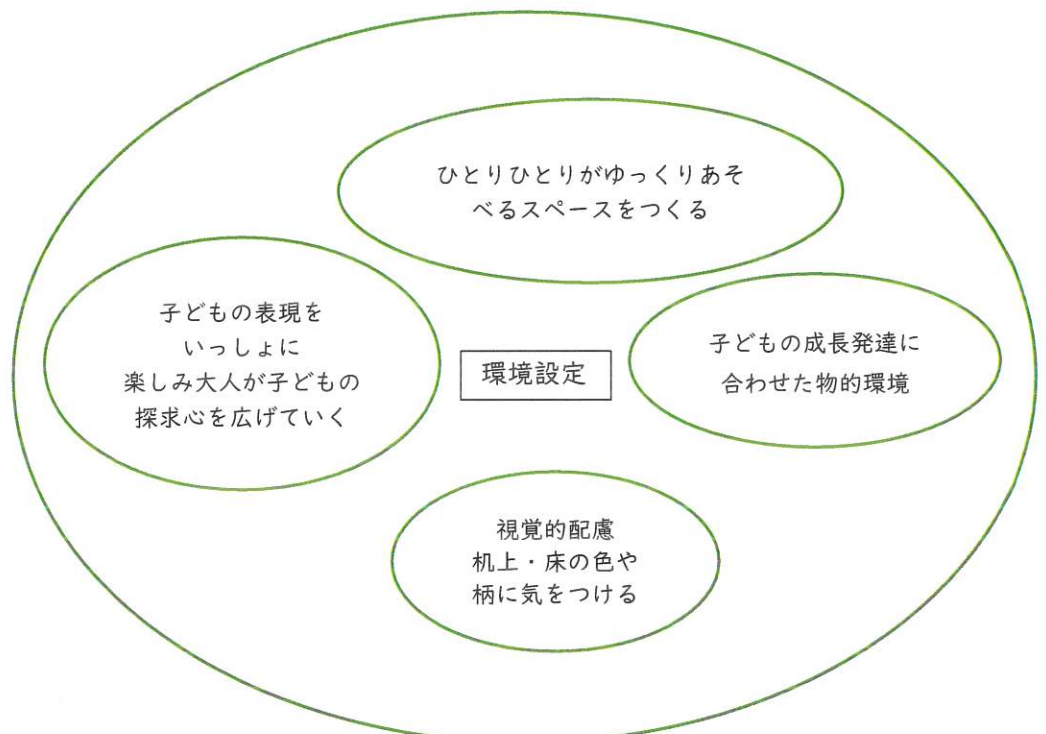 ひとりひとりがゆっくりあそ
べるスペースをつくる
子どもの表現を
いっしょに
楽しみ大人が子どもの
探求心を広げていく
環境設定
子どもの成長発達に
合わせた物的環境
視覚的配慮
机上・床の色や
柄に気をつける